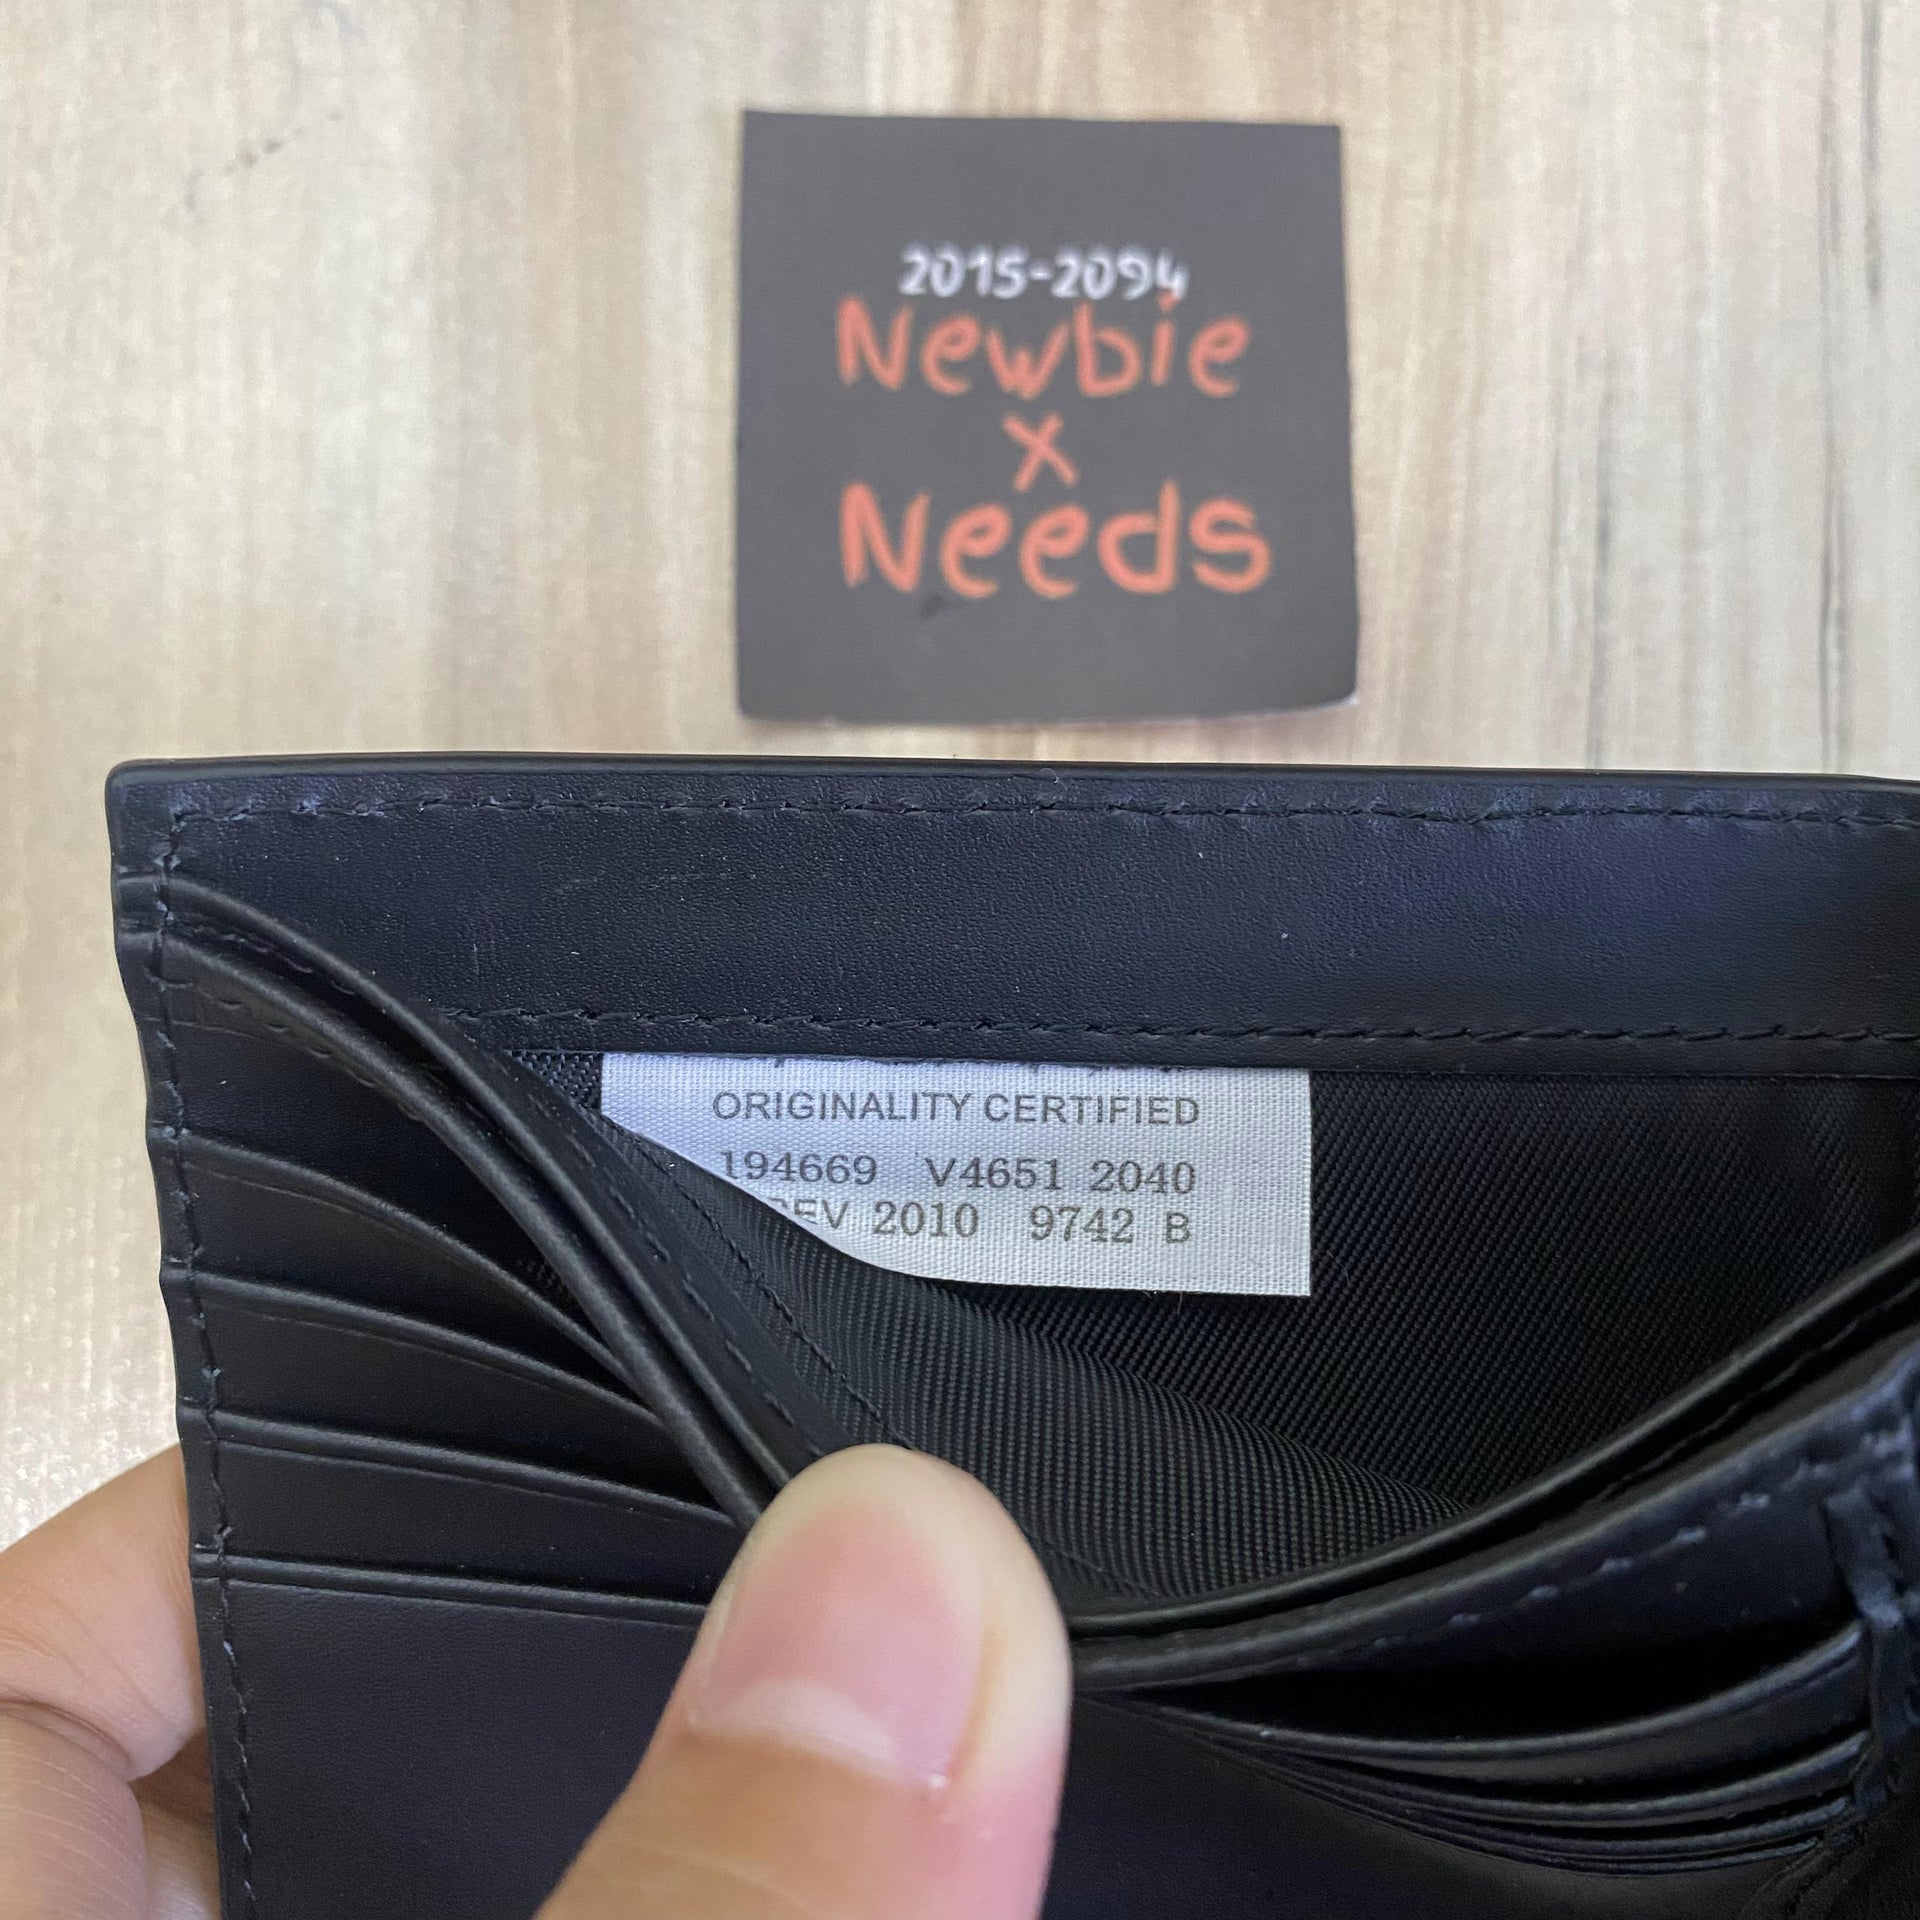 2015-2094
Newbie
x
Needs
ORIGINALITY CERTIFIED
194669 V4651 2040
2010 9742 B